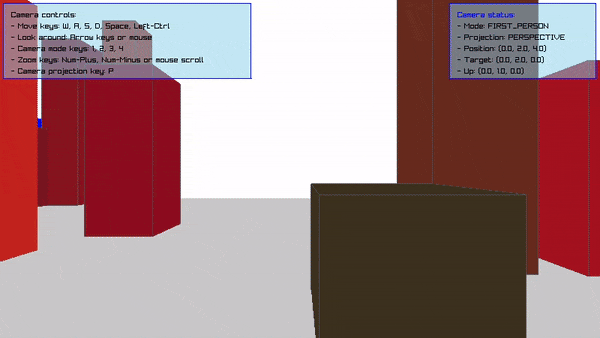 Camera controls:
- Move keys: W, A, S, D, Space, Left-Ctrl
- Look around: Arrow keys or mouse
- Camera mode keys: 1, 2, 3, 4
- Zoom keys: Num-Plus, Num-Minus or mouse scroll
- Camera projection key: P
Camera status:
- Mode: FIRST_PERSON
- Projection: PERSPECTIVE
- Position: (0.0, 2.0, 4.0)
- Target: (0.0, 2.0, 0.0)
- Up: (0.0, 1.0, 0.0)